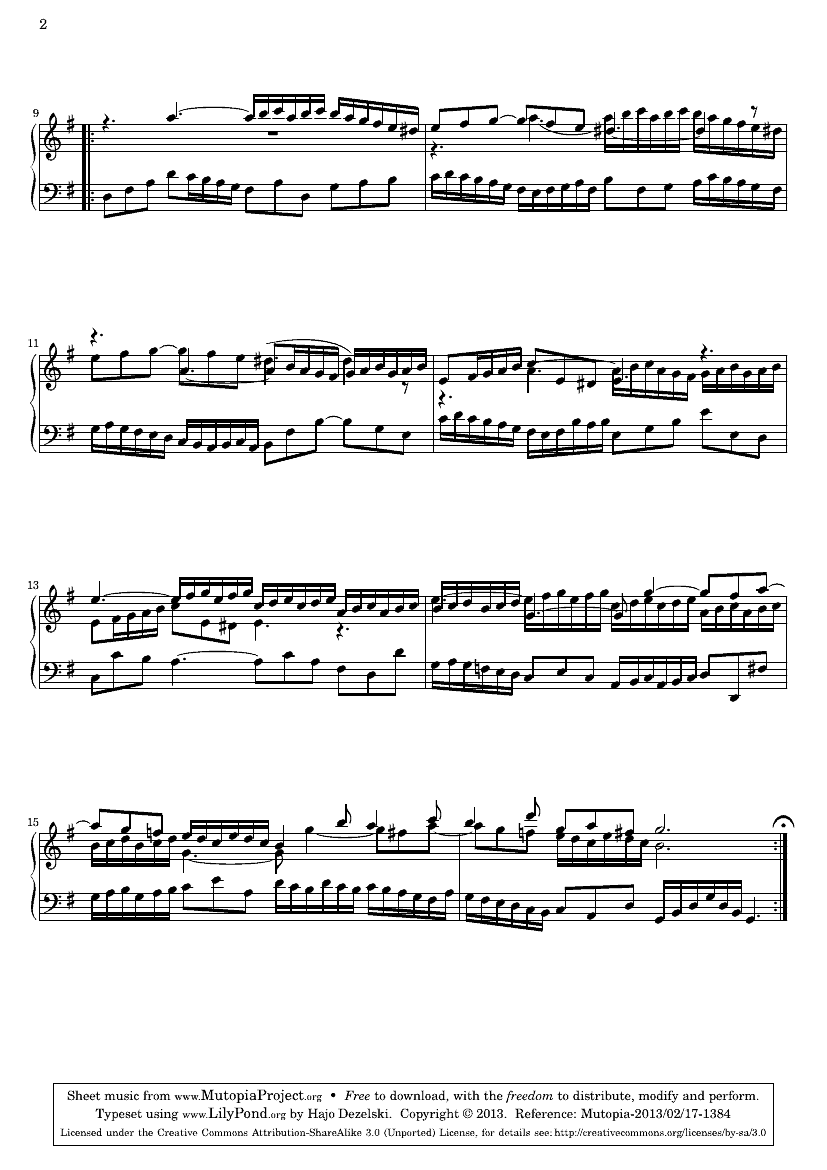 2
9
11
13
15
Sheet music from www.MutopiaProject.org • Free to download, with the freedom to distribute, modify and perform.
Typeset using www.LilyPond.org by Hajo Dezelski. Copyright © 2013. Reference: Mutopia-2013/02/17-1384
Licensed under the Creative Commons Attribution-ShareAlike 3.0 (Unported) License, for details see: http://creativecommons.org/licenses/by-sa/3.0